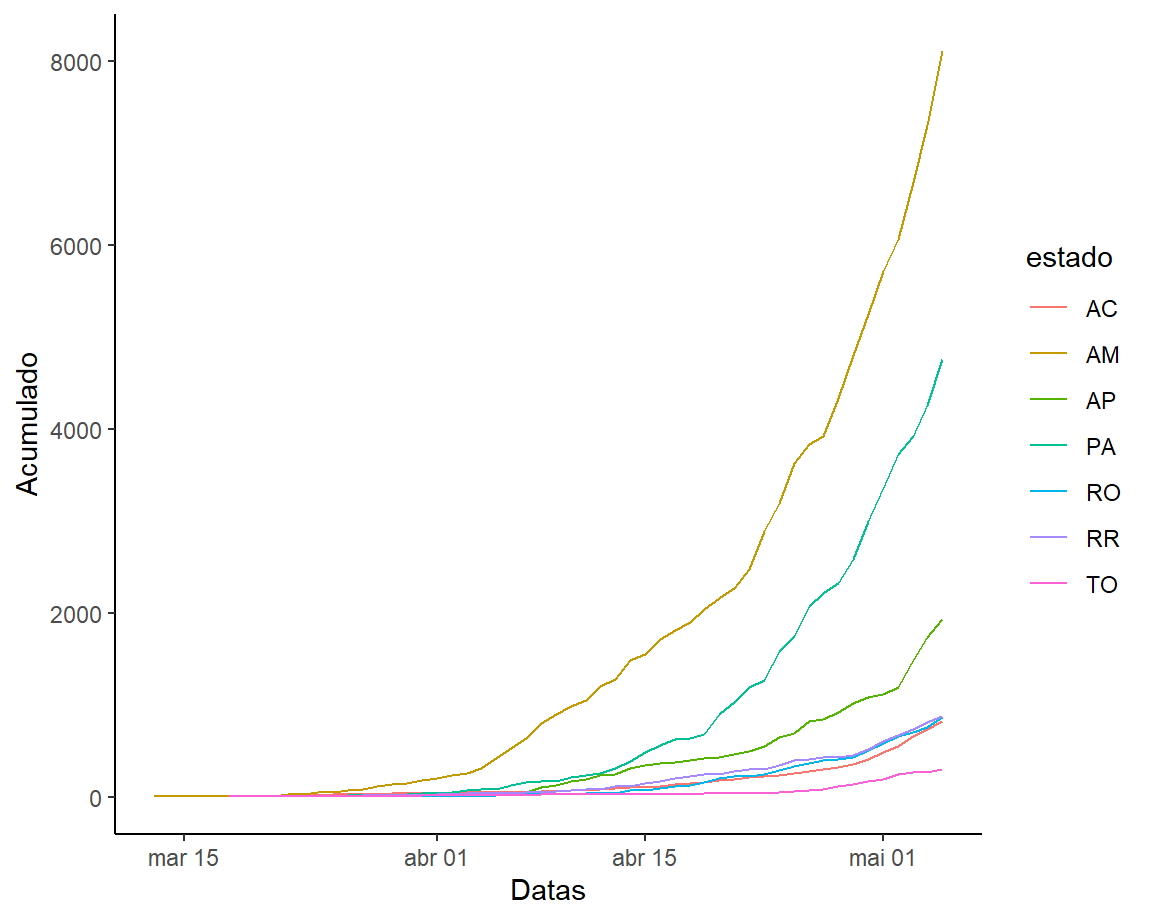 8000
6000
4000
2000
0
Acumulado
mar 15
abr 01
abr 15
mai 01
Datas
estado
AC
AM
AP
PA
RO
RR
TO